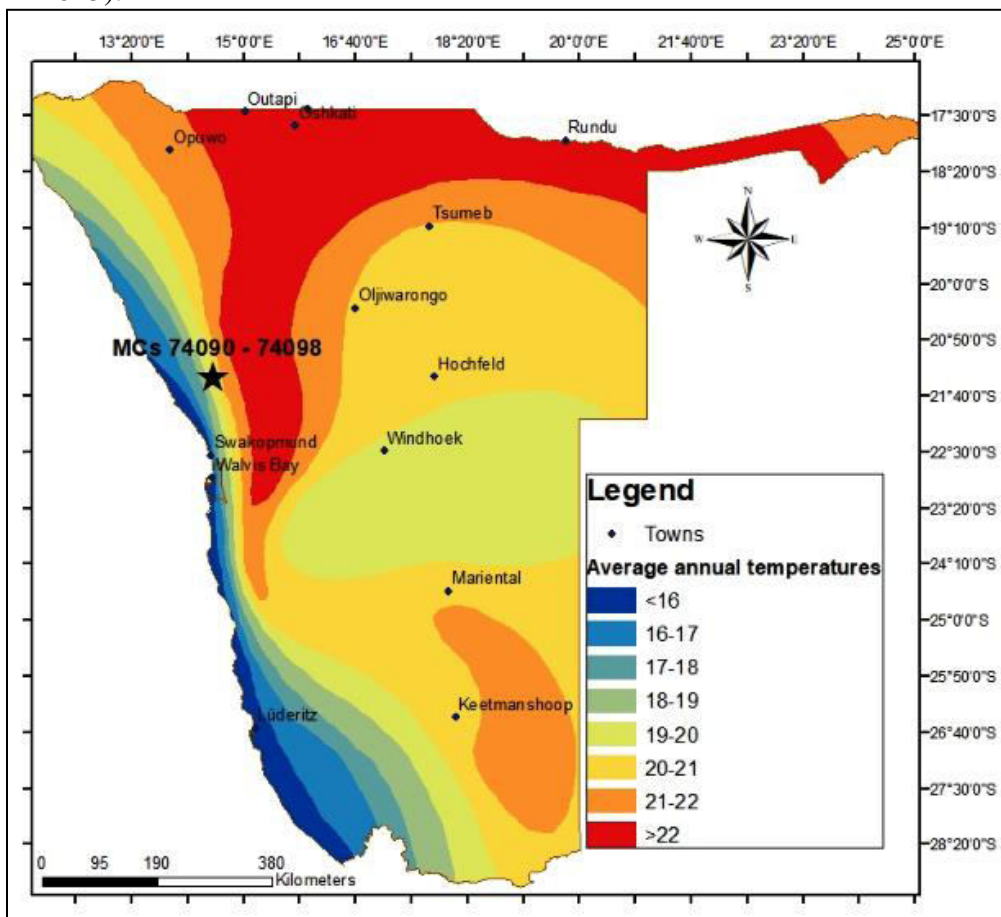 13°20'0"E 15°0'0"E 16°40'0"E 18°20'0"E 20°0'0"E 21°40'0"E 23°20'0"E 25°0'0"E
Outapi
Oshkati
Rundu
Opuwo
Tsumeb
Oljiwarongo
MCs 74090 - 74098
Hochfeld
Swakopmund
Windhoek
Walvis Bay
Mariental
Keetmanshoop
Lüderitz
N
W E
S
17°30'0"S
18°20'0"S
19°10'0"S
20°0'0"S
20°50'0"S
21°40'0"S
22°30'0"S
23°20'0"S
24°10'0"S
25°0'0"S
25°50'0"S
26°40'0"S
27°30'0"S
28°20'0"S
Legend
Towns
Average annual temperatures
<16
16-17
17-18
18-19
19-20
20-21
21-22
>22
0 95 190 380
Kilometers